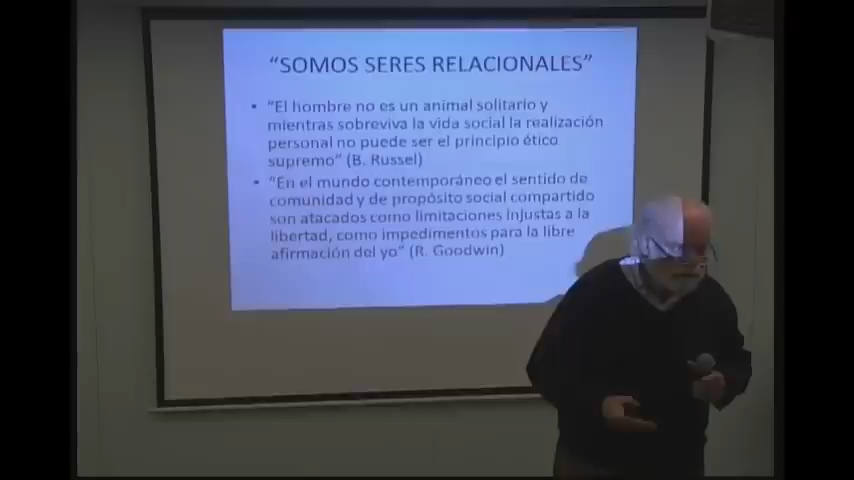 “SOMOS SERES RELACIONALES”
• “El hombre no es un animal solitario y
mientras sobreviva la vida social la realización
personal no puede ser el principio ético
supremo” (B. Russel)
• “En el mundo contemporáneo el sentido de
comunidad y de propósito social compartido
son atacados como limitaciones injustas a la
libertad, como impedimentos para la libre
afirmación del yo” (R. Goodwin)